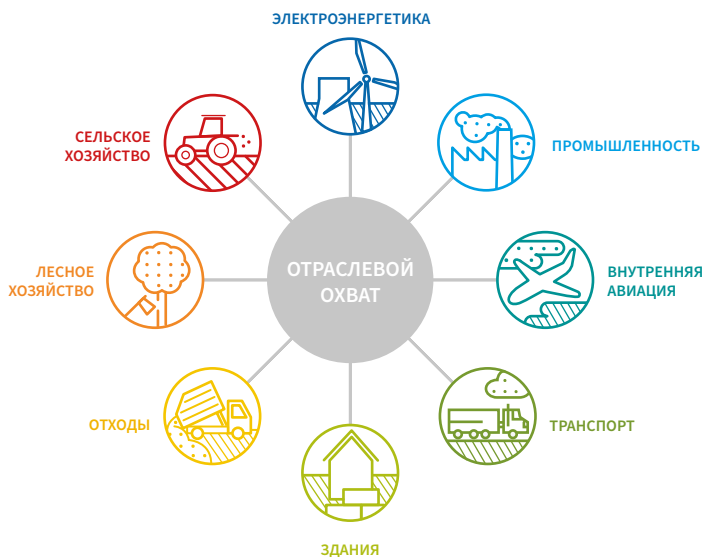 ЭЛЕКТРОЭНЕРГЕТИКА
СЕЛЬСКОЕ
ХОЗЯЙСТВО
ПРОМЫШЛЕННОСТЬ
ЛЕСНОЕ
ХОЗЯЙСТВО
ОТРАСЛЕВОЙ
ОХВАТ
ВНУТРЕННЯЯ
АВИАЦИЯ
ОТХОДЫ
ТРАНСПОРТ
ЗДАНИЯ